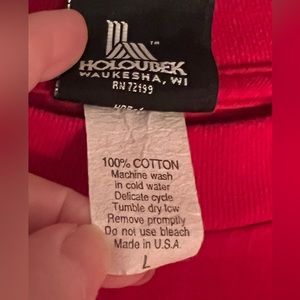 ™
HOLOUBEK
WAUKESHA, WI
RN 72199
100% COTTON
Machine wash
in cold water
Delicate cycle
Tumble dry low
Remove promptly
Do not use bleach
Made in U.S.A.
L